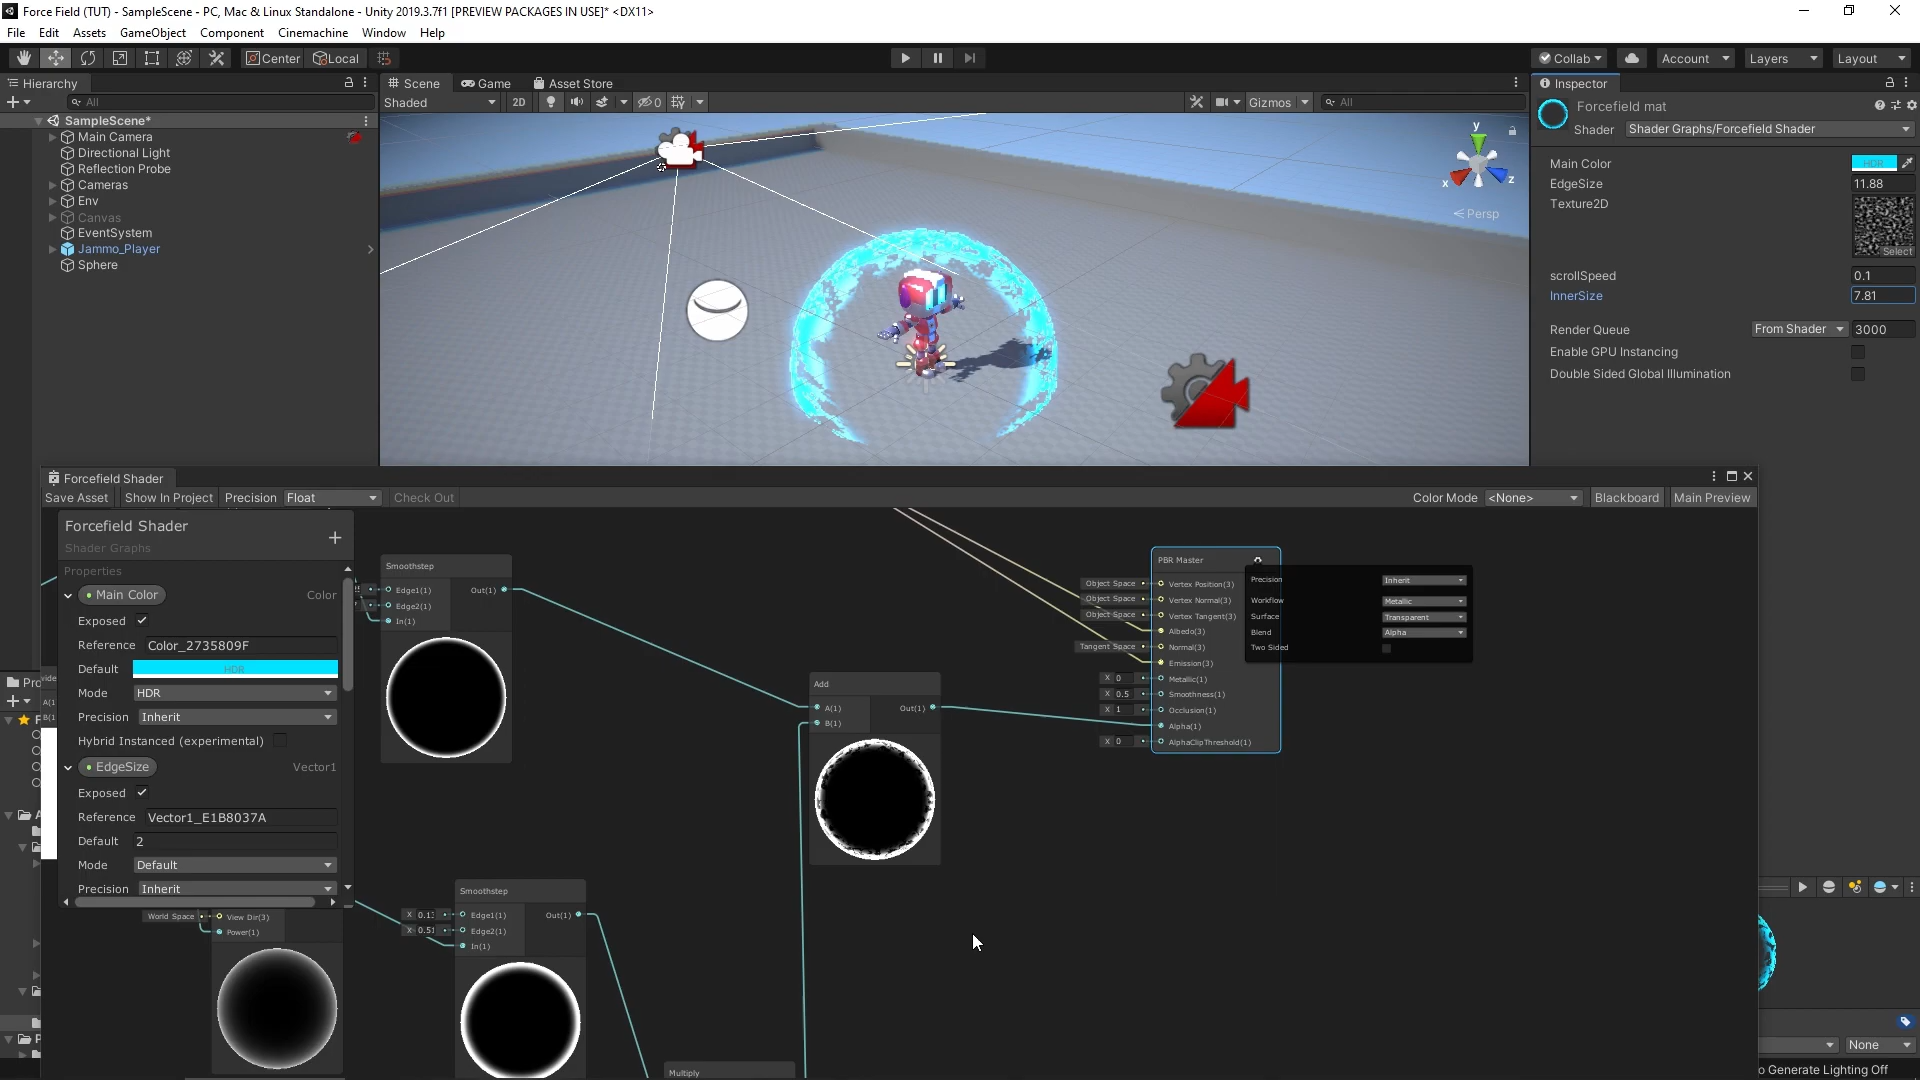 Force Field (TUT) - SampleScene - PC, Mac & Linux Standalone - Unity 2019.3.7f1 [PREVIEW PACKAGES IN USE]* <DX11>
File Edit Assets GameObject Component Cinemachine Window Help
Center Local
Collab Account Layers Layout
Hierarchy
All
SampleScene*
Main Camera
Directional Light
Reflection Probe
Cameras
Env
Canvas
EventSystem
Jammo_Player
Sphere
Scene Game Asset Store
Shaded 2D 0 Gizmos All
y
x
z
Persp
Inspector
Forcefield mat
Shader Shader Graphs/Forcefield Shader
Main Color HDR
EdgeSize 11.88
Texture2D
Select
scrollSpeed 0.1
InnerSize 7.81
Render Queue From Shader 3000
Enable GPU Instancing
Double Sided Global Illumination
Forcefield Shader
Save Asset Show In Project Precision Float Check Out
Color Mode <None> Blackboard Main Preview
Forcefield Shader
Shader Graphs
Properties
Main Color Color
Exposed
Reference Color_2735809F
Default HDR
Mode HDR
Precision Inherit
Hybrid Instanced (experimental)
EdgeSize Vector1
Exposed
Reference Vector1_E1B8037A
Default 2
Mode Default
Precision Inherit
World Space View Dir(3)
Power(1)
Smoothstep
Edge1(1) Out(1)
Edge2(1)
In(1)
Smoothstep
X 0.1 Edge1(1) Out(1)
X 0.51 Edge2(1)
In(1)
Multiply
Add
A(1) Out(1)
B(1)
PBR Master
Object Space Vertex Position(3)
Object Space Vertex Normal(3)
Object Space Vertex Tangent(3)
Albedo(3)
Tangent Space Normal(3)
Emission(3)
X 0 Metallic(1)
X 0.5 Smoothness(1)
X 1 Occlusion(1)
Alpha(1)
X 0 AlphaClipThreshold(1)
Precision Inherit
Workflow Metallic
Surface Transparent
Blend Alpha
Two Sided
Pro
A(1
B(1
None
o Generate Lighting Off